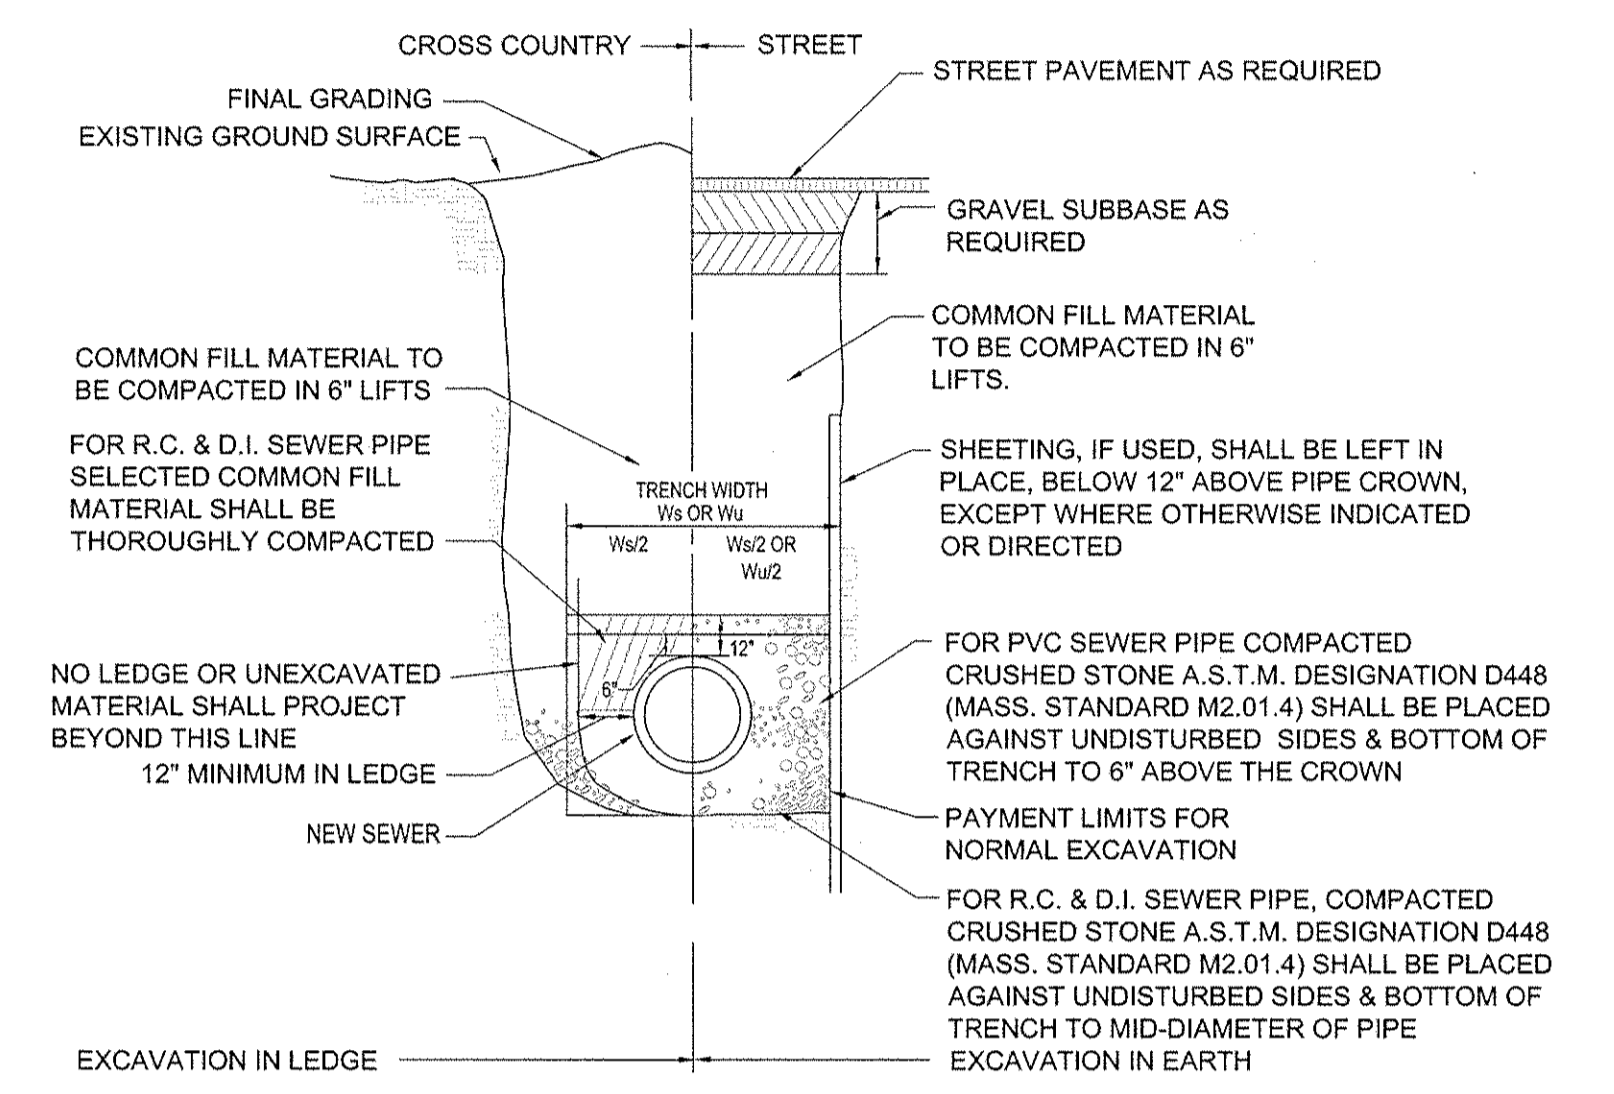 CROSS COUNTRY
STREET
STREET PAVEMENT AS REQUIRED
FINAL GRADING
EXISTING GROUND SURFACE
GRAVEL SUBBASE AS
REQUIRED
COMMON FILL MATERIAL
TO BE COMPACTED IN 6"
LIFTS.
COMMON FILL MATERIAL TO
BE COMPACTED IN 6" LIFTS
FOR R.C. & D.I. SEWER PIPE
SELECTED COMMON FILL
MATERIAL SHALL BE
THOROUGHLY COMPACTED
SHEETING, IF USED, SHALL BE LEFT IN
PLACE, BELOW 12" ABOVE PIPE CROWN,
EXCEPT WHERE OTHERWISE INDICATED
OR DIRECTED
TRENCH WIDTH
Ws OR Wu
Ws/2
Ws/2 OR
Wu/2
12"
6"
NO LEDGE OR UNEXCAVATED
MATERIAL SHALL PROJECT
BEYOND THIS LINE
12" MINIMUM IN LEDGE
NEW SEWER
FOR PVC SEWER PIPE COMPACTED
CRUSHED STONE A.S.T.M. DESIGNATION D448
(MASS. STANDARD M2.01.4) SHALL BE PLACED
AGAINST UNDISTURBED SIDES & BOTTOM OF
TRENCH TO 6" ABOVE THE CROWN
PAYMENT LIMITS FOR
NORMAL EXCAVATION
FOR R.C. & D.I. SEWER PIPE, COMPACTED
CRUSHED STONE A.S.T.M. DESIGNATION D448
(MASS. STANDARD M2.01.4) SHALL BE PLACED
AGAINST UNDISTURBED SIDES & BOTTOM OF
TRENCH TO MID-DIAMETER OF PIPE
EXCAVATION IN LEDGE
EXCAVATION IN EARTH